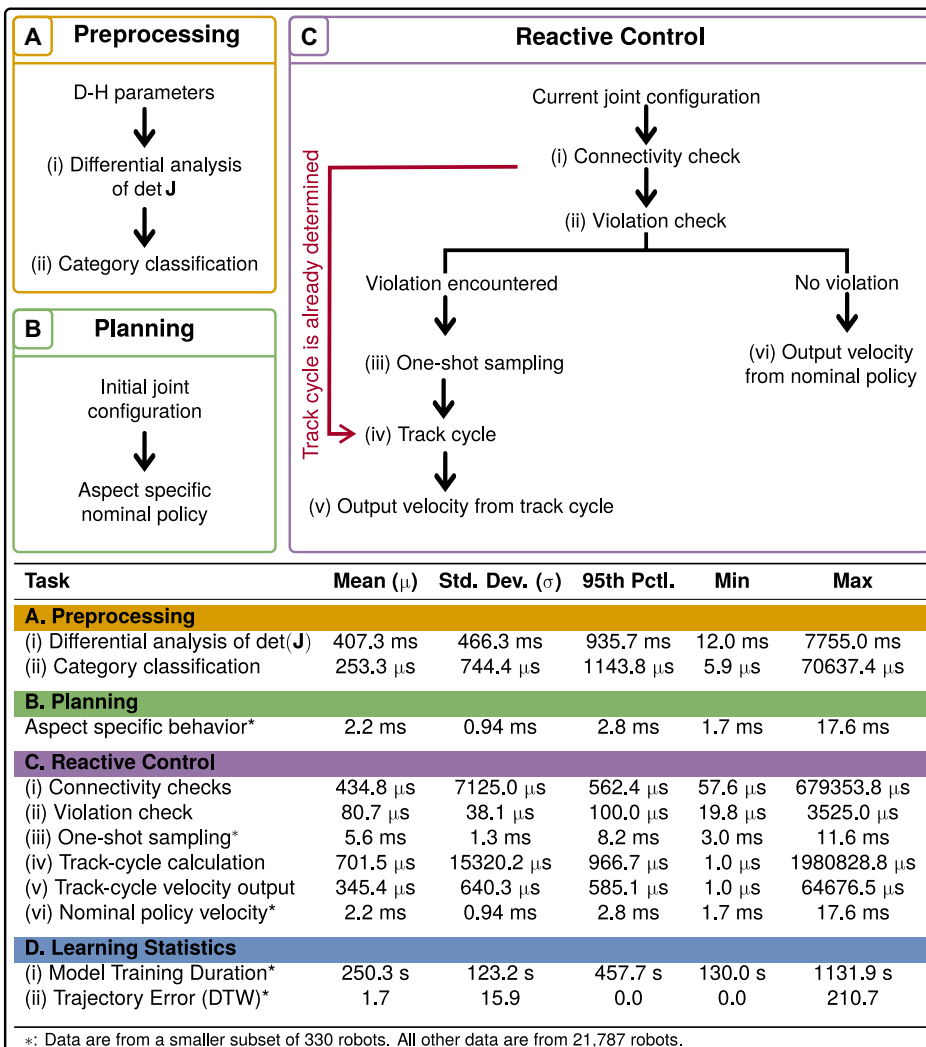 A Preprocessing
D-H parameters
(i) Differential analysis
of det J
(ii) Category classification
B Planning
Initial joint
configuration
Aspect specific
nominal policy
C Reactive Control
Current joint configuration
(i) Connectivity check
(ii) Violation check
Track cycle is already determined
Violation encountered
No violation
(iii) One-shot sampling
(vi) Output velocity
from nominal policy
(iv) Track cycle
(v) Output velocity from track cycle
Task Mean (μ) Std. Dev. (σ) 95th Pctl. Min Max
A. Preprocessing
(i) Differential analysis of det(J) 407.3 ms 466.3 ms 935.7 ms 12.0 ms 7755.0 ms
(ii) Category classification 253.3 μs 744.4 μs 1143.8 μs 5.9 μs 70637.4 μs
B. Planning
Aspect specific behavior* 2.2 ms 0.94 ms 2.8 ms 1.7 ms 17.6 ms
C. Reactive Control
(i) Connectivity checks 434.8 μs 7125.0 μs 562.4 μs 57.6 μs 679353.8 μs
(ii) Violation check 80.7 μs 38.1 μs 100.0 μs 19.8 μs 3525.0 μs
(iii) One-shot sampling* 5.6 ms 1.3 ms 8.2 ms 3.0 ms 11.6 ms
(iv) Track-cycle calculation 701.5 μs 15320.2 μs 966.7 μs 1.0 μs 1980828.8 μs
(v) Track-cycle velocity output 345.4 μs 640.3 μs 585.1 μs 1.0 μs 64676.5 μs
(vi) Nominal policy velocity* 2.2 ms 0.94 ms 2.8 ms 1.7 ms 17.6 ms
D. Learning Statistics
(i) Model Training Duration* 250.3 s 123.2 s 457.7 s 130.0 s 1131.9 s
(ii) Trajectory Error (DTW)* 1.7 15.9 0.0 0.0 210.7
*: Data are from a smaller subset of 330 robots. All other data are from 21,787 robots.